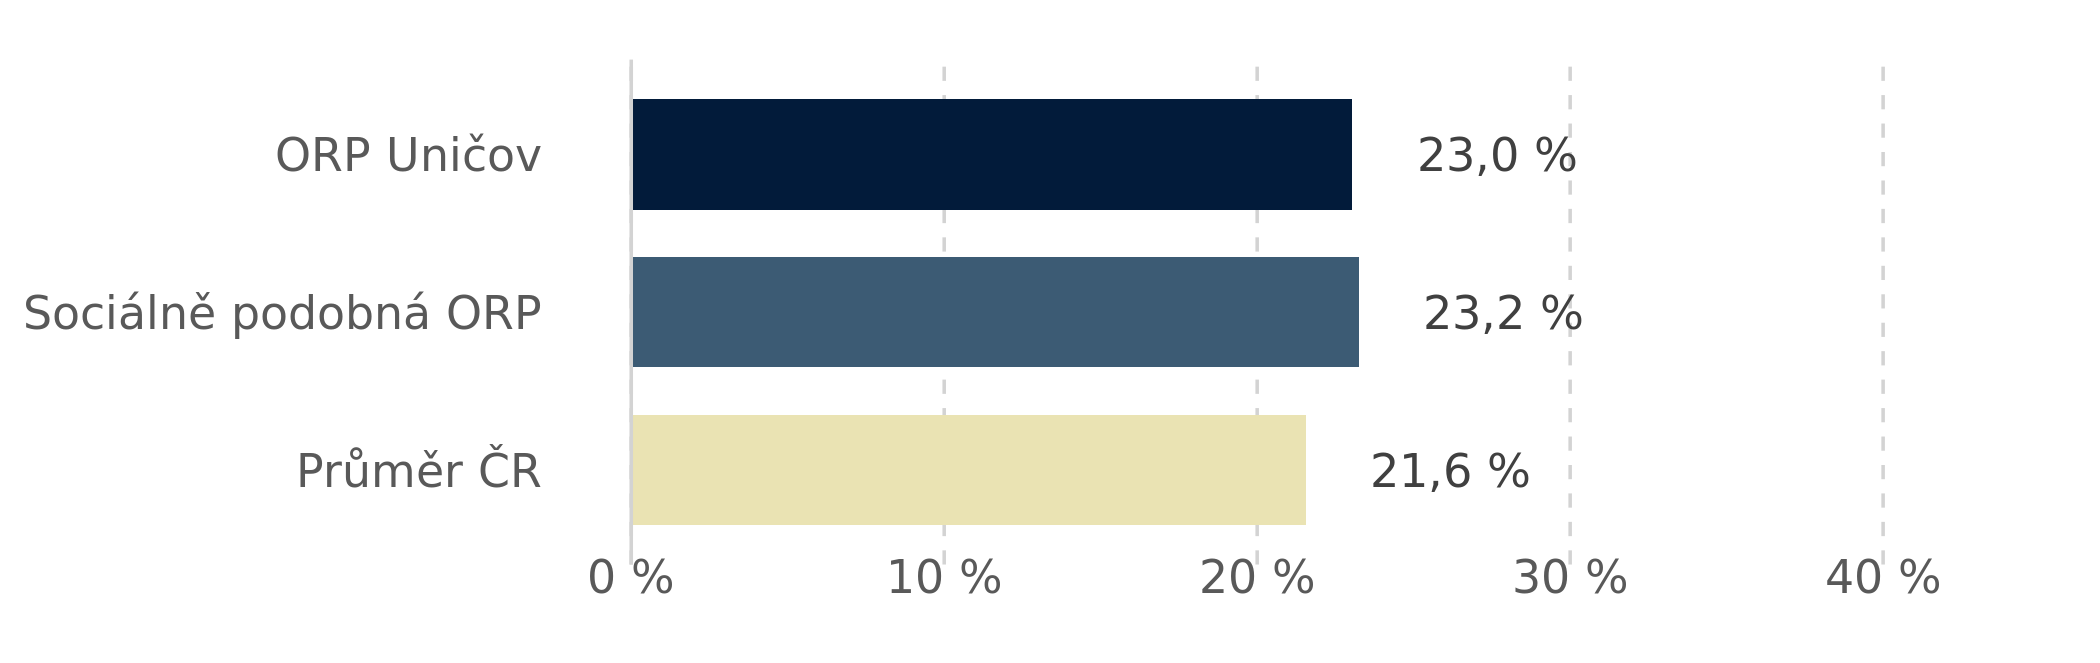 ORP Uničov 23,0 %
Sociálně podobná ORP 23,2 %
Průměr ČR 21,6 %
0 % 10 % 20 % 30 % 40 %